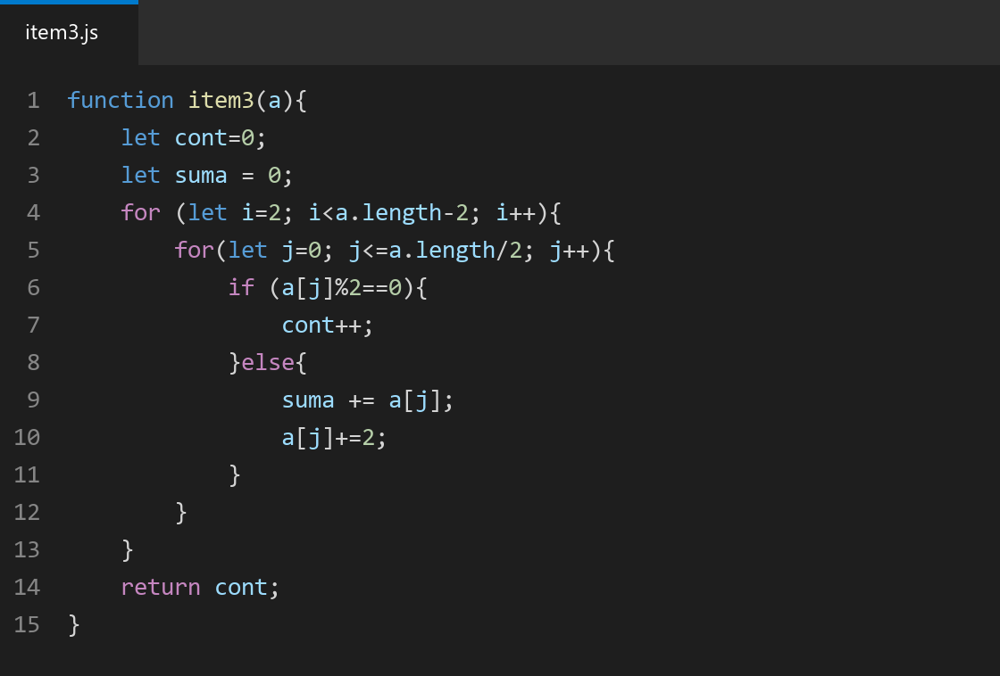 item3.js
1 function item3(a){
2     let cont=0;
3     let suma = 0;
4     for (let i=2; i<a.length-2; i++){
5         for(let j=0; j<=a.length/2; j++){
6             if (a[j]%2==0){
7                 cont++;
8             }else{
9                 suma += a[j];
10                 a[j]+=2;
11             }
12         }
13     }
14     return cont;
15 }